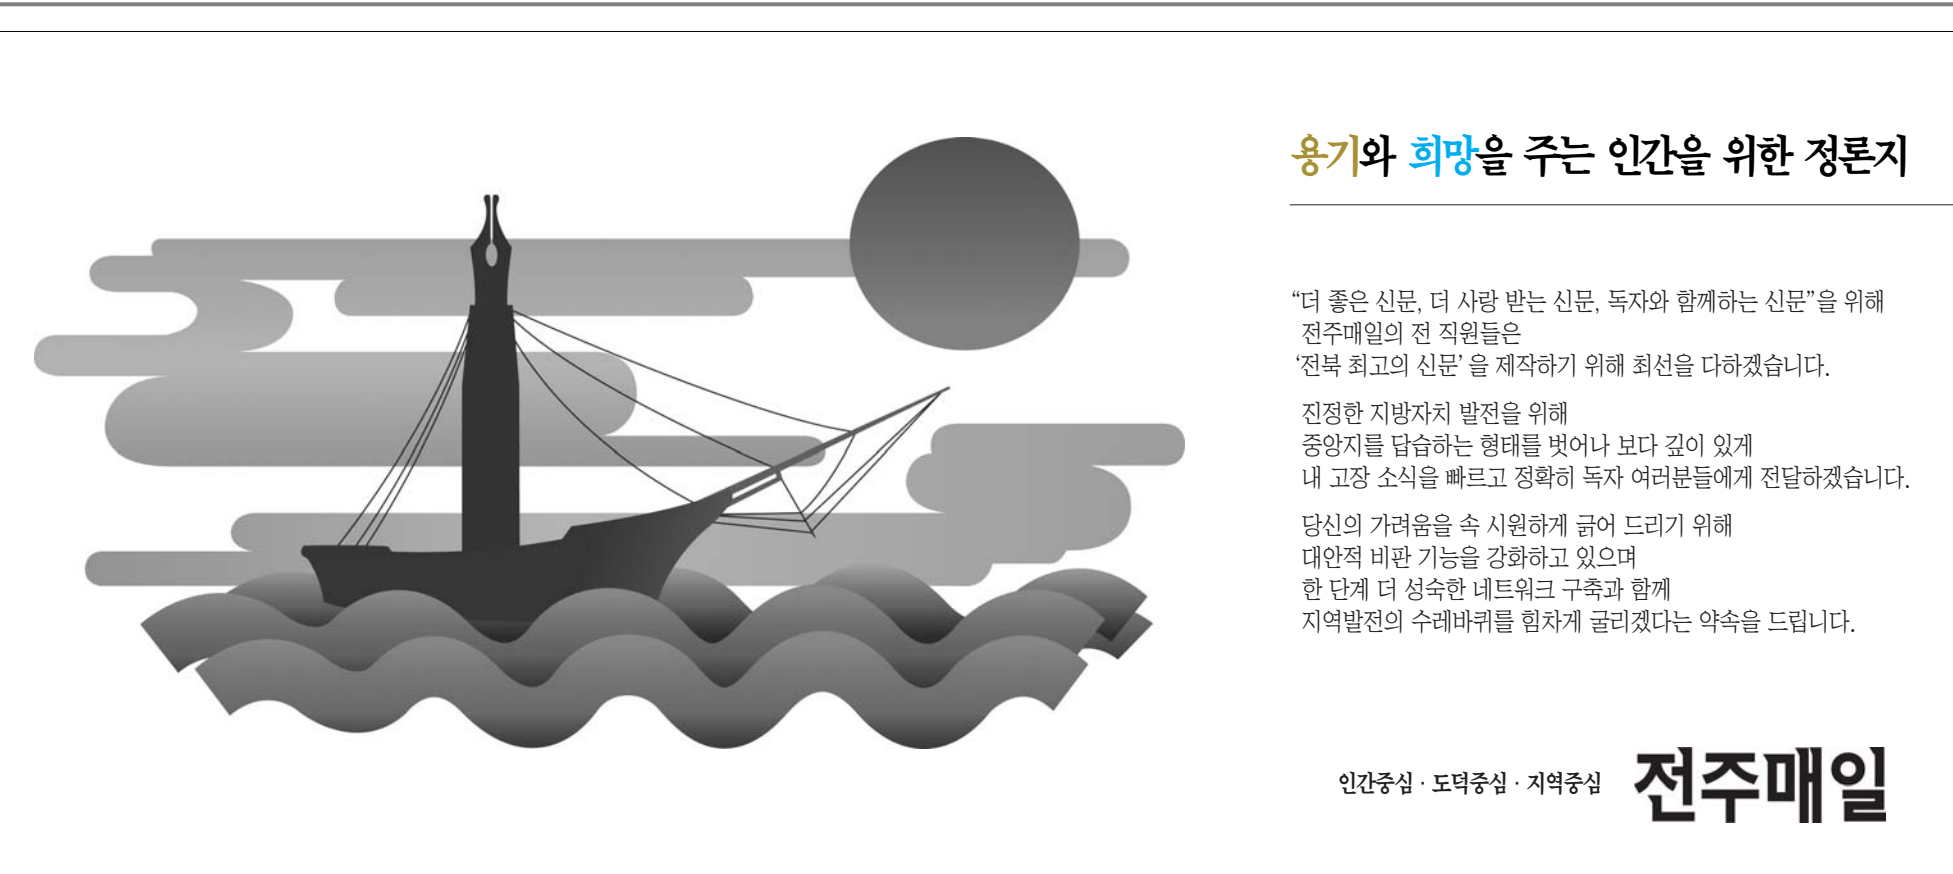 용기와 희망을 주는 인간을 위한 정론지
“더 좋은 신문, 더 사랑 받는 신문, 독자와 함께하는 신문”을 위해
전주매일의 전 직원들은
‘전북 최고의 신문’ 을 제작하기 위해 최선을 다하겠습니다.
진정한 지방자치 발전을 위해
중앙지를 답습하는 형태를 벗어나 보다 깊이 있게
내 고장 소식을 빠르고 정확히 독자 여러분들에게 전달하겠습니다.
당신의 가려움을 속 시원하게 긁어 드리기 위해
대안적 비판 기능을 강화하고 있으며
한 단계 더 성숙한 네트워크 구축과 함께
지역발전의 수레바퀴를 힘차게 굴리겠다는 약속을 드립니다.
인간중심 · 도덕중심 · 지역중심 전주매일